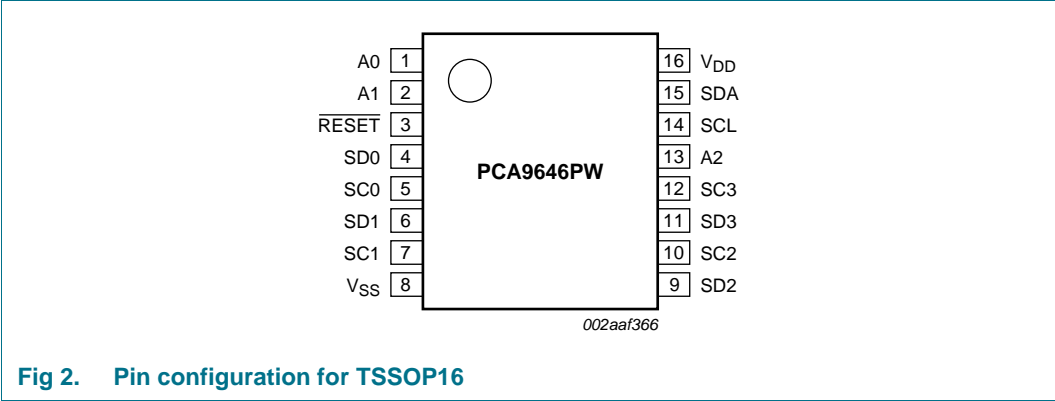 A0 1 16 VDD
A1 2 15 SDA
RESET 3 14 SCL
SD0 4 13 A2
PCA9646PW
SC0 5 12 SC3
SD1 6 11 SD3
SC1 7 10 SC2
VSS 8 9 SD2
002aaf366
Fig 2. Pin configuration for TSSOP16